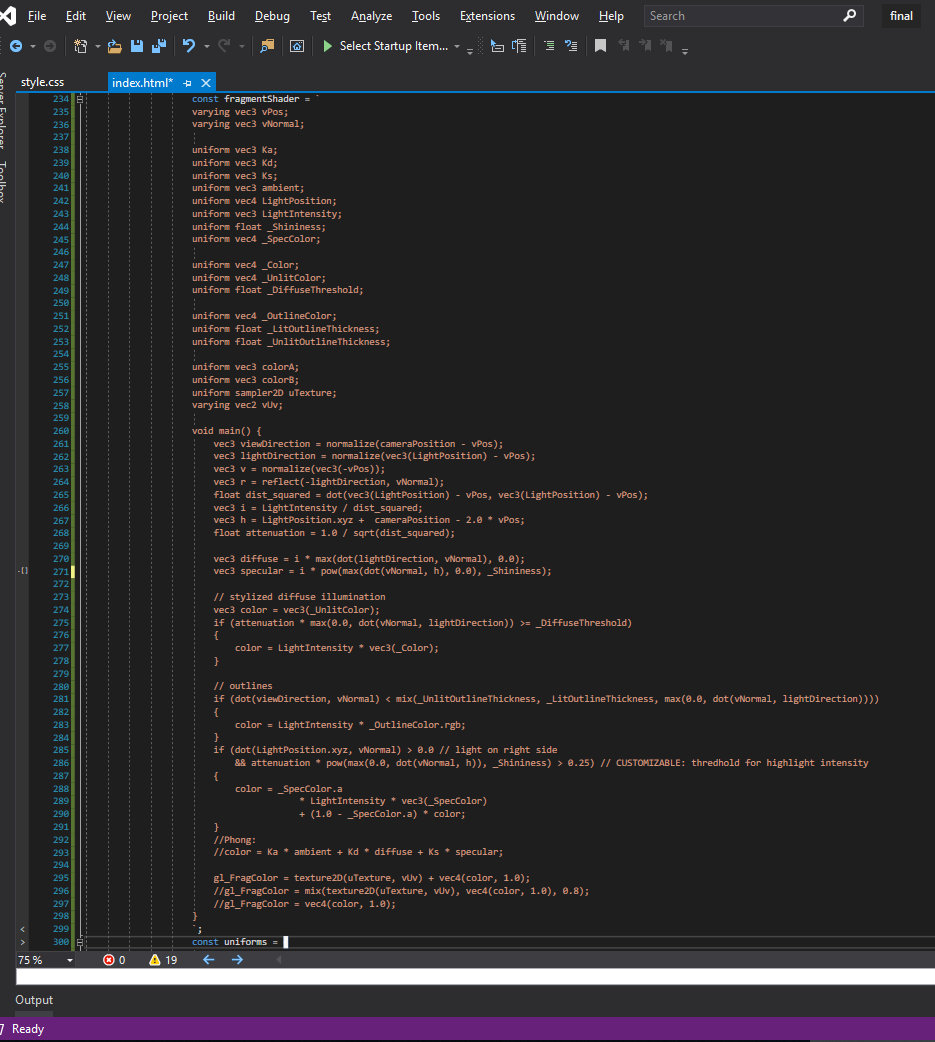 File Edit View Project Build Debug Test Analyze Tools Extensions Window Help Search final
Select Startup Item...
Server Explorer
Toolbox
style.css index.html*
234 const fragmentShader = `
235 varying vec3 vPos;
236 varying vec3 vNormal;
237
238 uniform vec3 Ka;
239 uniform vec3 Kd;
240 uniform vec3 Ks;
241 uniform vec3 ambient;
242 uniform vec4 LightPosition;
243 uniform vec3 LightIntensity;
244 uniform float _Shininess;
245 uniform vec4 _SpecColor;
246
247 uniform vec4 _Color;
248 uniform vec4 _UnlitColor;
249 uniform float _DiffuseThreshold;
250
251 uniform vec4 _OutlineColor;
252 uniform float _LitOutlineThickness;
253 uniform float _UnlitOutlineThickness;
254
255 uniform vec3 colorA;
256 uniform vec3 colorB;
257 uniform sampler2D uTexture;
258 varying vec2 vUv;
259
260 void main() {
261 vec3 viewDirection = normalize(cameraPosition - vPos);
262 vec3 lightDirection = normalize(vec3(LightPosition) - vPos);
263 vec3 v = normalize(vec3(-vPos));
264 vec3 r = reflect(-lightDirection, vNormal);
265 float dist_squared = dot(vec3(LightPosition) - vPos, vec3(LightPosition) - vPos);
266 vec3 i = LightIntensity / dist_squared;
267 vec3 h = LightPosition.xyz +  cameraPosition - 2.0 * vPos;
268 float attenuation = 1.0 / sqrt(dist_squared);
269
270 vec3 diffuse = i * max(dot(lightDirection, vNormal), 0.0);
271 vec3 specular = i * pow(max(dot(vNormal, h), 0.0), _Shininess);
272
273 // stylized diffuse illumination
274 vec3 color = vec3(_UnlitColor);
275 if (attenuation * max(0.0, dot(vNormal, lightDirection)) >= _DiffuseThreshold)
276 {
277 color = LightIntensity * vec3(_Color);
278 }
279
280 // outlines
281 if (dot(viewDirection, vNormal) < mix(_UnlitOutlineThickness, _LitOutlineThickness, max(0.0, dot(vNormal, lightDirection))))
282 {
283 color = LightIntensity * _OutlineColor.rgb;
284 }
285 if (dot(LightPosition.xyz, vNormal) > 0.0 // light on right side
286 && attenuation * pow(max(0.0, dot(vNormal, h)), _Shininess) > 0.25) // CUSTOMIZABLE: thredhold for highlight intensity
287 {
288 color = _SpecColor.a
289 * LightIntensity * vec3(_SpecColor)
290 + (1.0 - _SpecColor.a) * color;
291 }
292 //Phong:
293 //color = Ka * ambient + Kd * diffuse + Ks * specular;
294
295 gl_FragColor = texture2D(uTexture, vUv) + vec4(color, 1.0);
296 //gl_FragColor = mix(texture2D(uTexture, vUv), vec4(color, 1.0), 0.8);
297 //gl_FragColor = vec4(color, 1.0);
298 }
299 `;
300 const uniforms =
75 % 0 19
Output
Ready